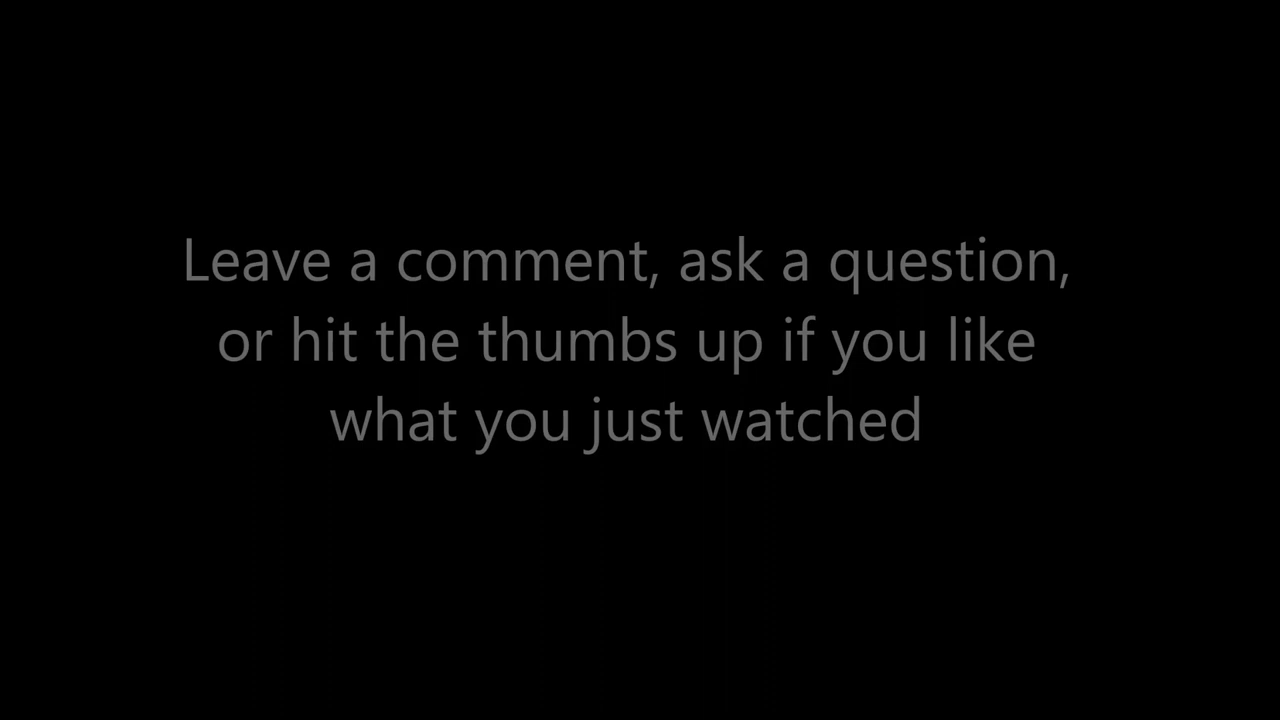 Leave a comment, ask a question,
or hit the thumbs up if you like
what you just watched